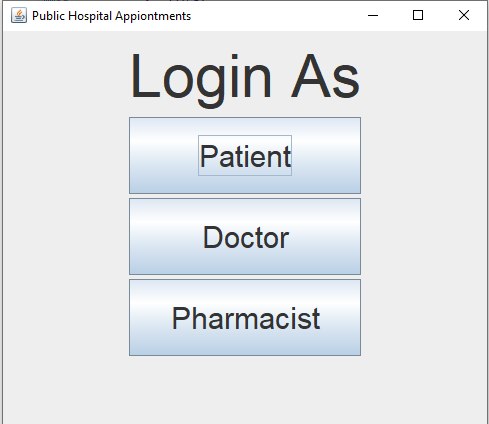 Public Hospital Appiontments
Login As
Patient
Doctor
Pharmacist